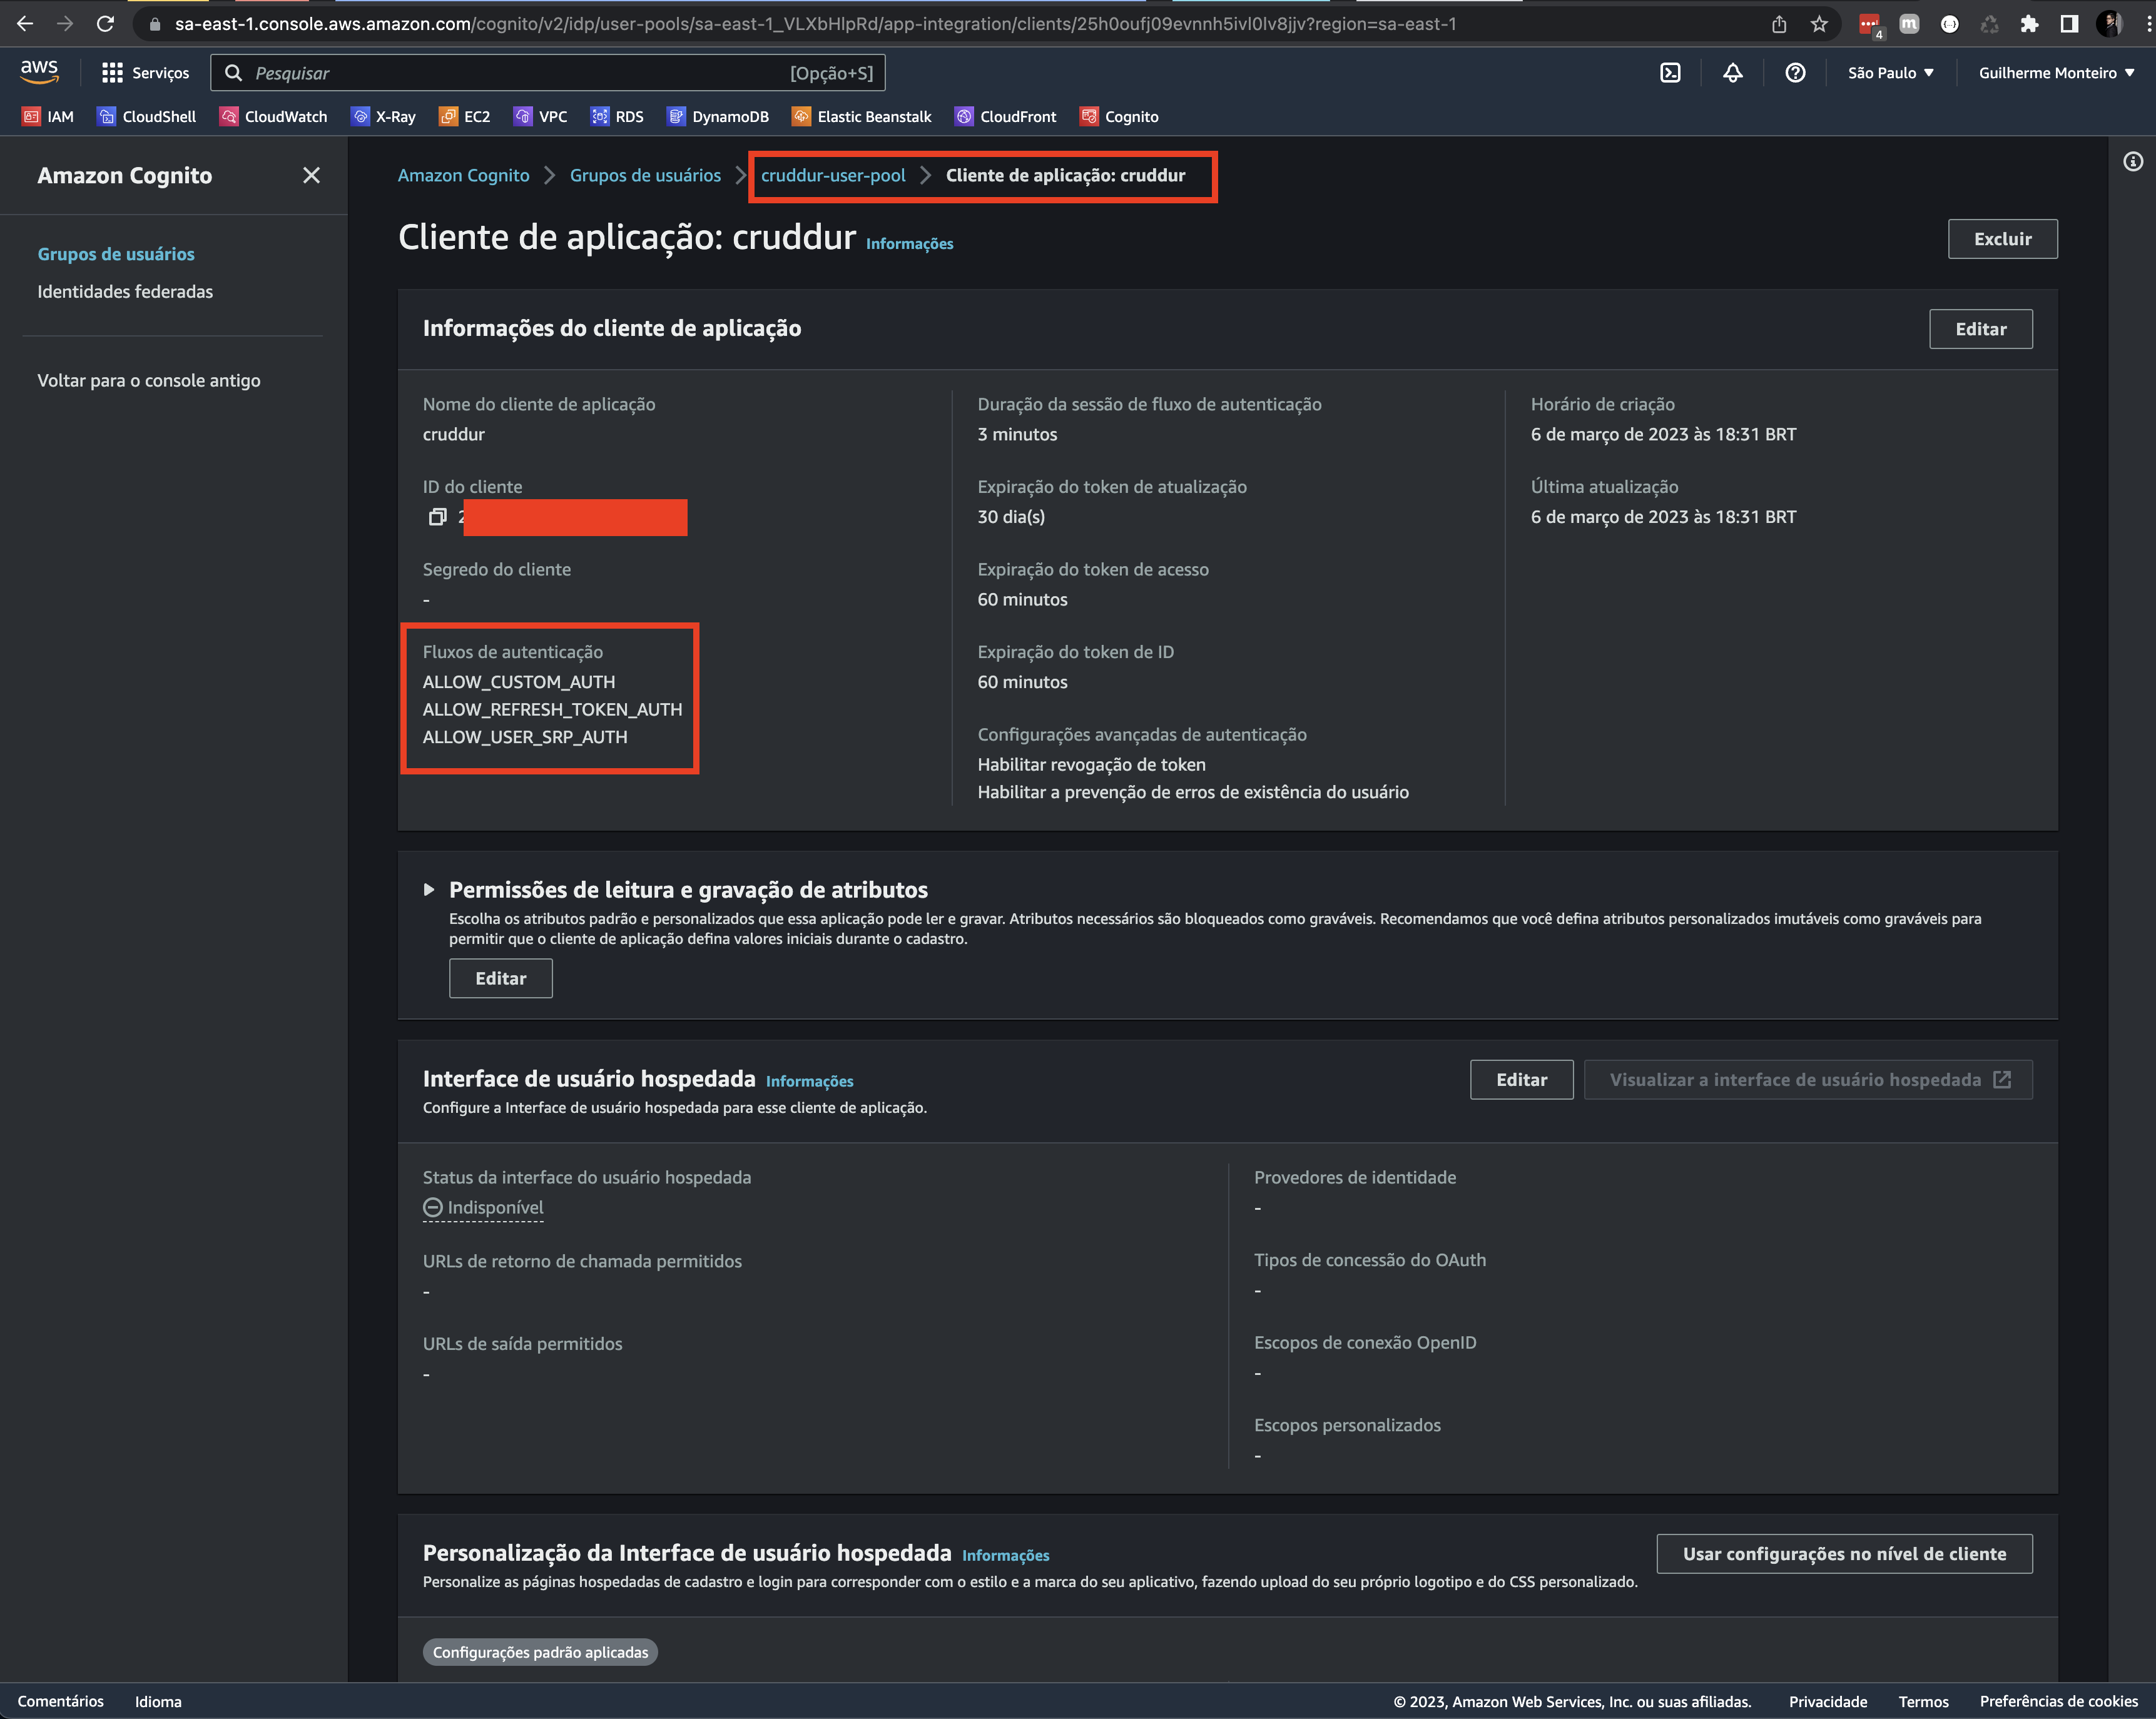 sa-east-1.console.aws.amazon.com/cognito/v2/idp/user-pools/sa-east-1_VLXbHlpRd/app-integration/clients/25h0oufj09evnnh5ivl0lv8jjv?region=sa-east-1
4
m
aws
Serviços
Pesquisar
[Opção+S]
São Paulo
Guilherme Monteiro
IAM
CloudShell
CloudWatch
X-Ray
EC2
VPC
RDS
DynamoDB
Elastic Beanstalk
CloudFront
Cognito
Amazon Cognito
Grupos de usuários
Identidades federadas
Voltar para o console antigo
Amazon Cognito
Grupos de usuários
cruddur-user-pool
Cliente de aplicação: cruddur
Cliente de aplicação: cruddur Informações
Excluir
Informações do cliente de aplicação
Editar
Nome do cliente de aplicação
cruddur
ID do cliente
2
Segredo do cliente
-
Fluxos de autenticação
ALLOW_CUSTOM_AUTH
ALLOW_REFRESH_TOKEN_AUTH
ALLOW_USER_SRP_AUTH
Duração da sessão de fluxo de autenticação
3 minutos
Expiração do token de atualização
30 dia(s)
Expiração do token de acesso
60 minutos
Expiração do token de ID
60 minutos
Configurações avançadas de autenticação
Habilitar revogação de token
Habilitar a prevenção de erros de existência do usuário
Horário de criação
6 de março de 2023 às 18:31 BRT
Última atualização
6 de março de 2023 às 18:31 BRT
Permissões de leitura e gravação de atributos
Escolha os atributos padrão e personalizados que essa aplicação pode ler e gravar. Atributos necessários são bloqueados como graváveis. Recomendamos que você defina atributos personalizados imutáveis como graváveis para
permitir que o cliente de aplicação defina valores iniciais durante o cadastro.
Editar
Interface de usuário hospedada Informações
Configure a Interface de usuário hospedada para esse cliente de aplicação.
Editar
Visualizar a interface de usuário hospedada
Status da interface do usuário hospedada
Indisponível
URLs de retorno de chamada permitidos
-
URLs de saída permitidos
-
Provedores de identidade
-
Tipos de concessão do OAuth
-
Escopos de conexão OpenID
-
Escopos personalizados
-
Personalização da Interface de usuário hospedada Informações
Personalize as páginas hospedadas de cadastro e login para corresponder com o estilo e a marca do seu aplicativo, fazendo upload do seu próprio logotipo e do CSS personalizado.
Usar configurações no nível de cliente
Configurações padrão aplicadas
Comentários
Idioma
© 2023, Amazon Web Services, Inc. ou suas afiliadas.
Privacidade
Termos
Preferências de cookies